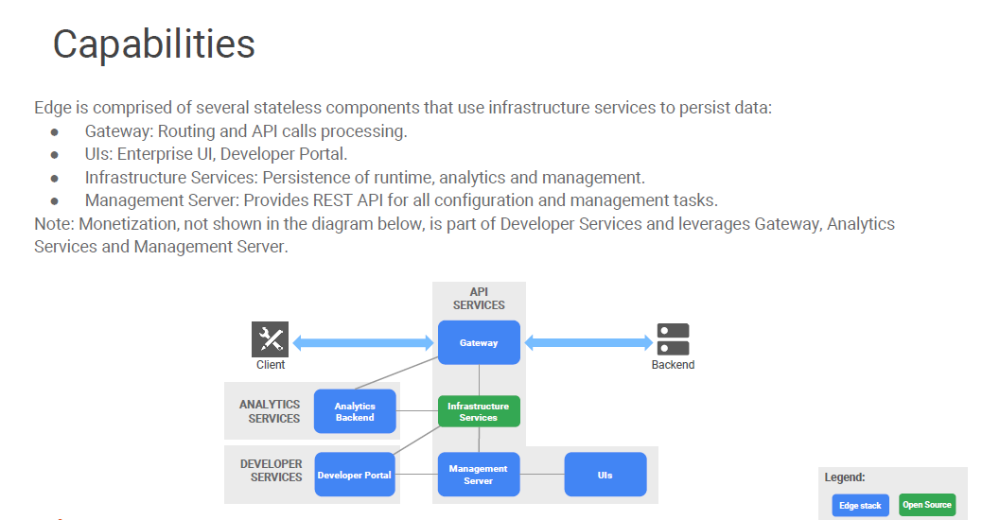 Capabilities
Edge is comprised of several stateless components that use infrastructure services to persist data:
● Gateway: Routing and API calls processing.
● UIs: Enterprise UI, Developer Portal.
● Infrastructure Services: Persistence of runtime, analytics and management.
● Management Server: Provides REST API for all configuration and management tasks.
Note: Monetization, not shown in the diagram below, is part of Developer Services and leverages Gateway, Analytics
Services and Management Server.
API
SERVICES
Gateway
Client
Backend
ANALYTICS
SERVICES
Analytics
Backend
Infrastructure
Services
DEVELOPER
SERVICES
Developer Portal
Management
Server
UIs
Legend:
Edge stack
Open Source